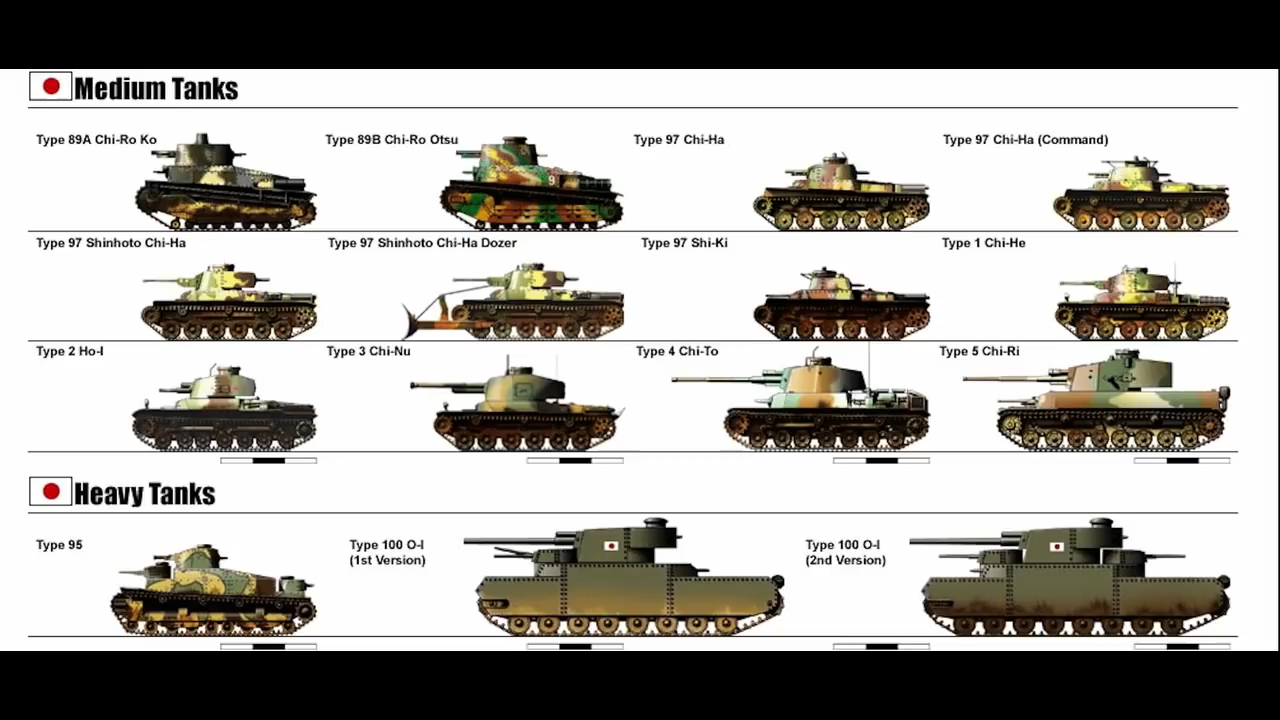 Medium Tanks
Type 89A Chi-Ro Ko
Type 89B Chi-Ro Otsu
Type 97 Chi-Ha
Type 97 Chi-Ha (Command)
Type 97 Shinhoto Chi-Ha
Type 97 Shinhoto Chi-Ha Dozer
Type 97 Shi-Ki
Type 1 Chi-He
Type 2 Ho-I
Type 3 Chi-Nu
Type 4 Chi-To
Type 5 Chi-Ri
Heavy Tanks
Type 95
Type 100 O-I
(1st Version)
Type 100 O-I
(2nd Version)
9